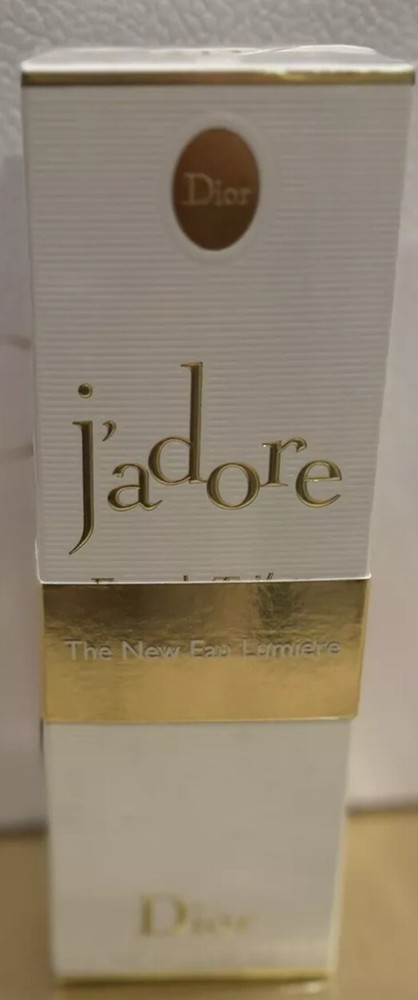 Dior
j'adore
The New Eau Lumière
Dior